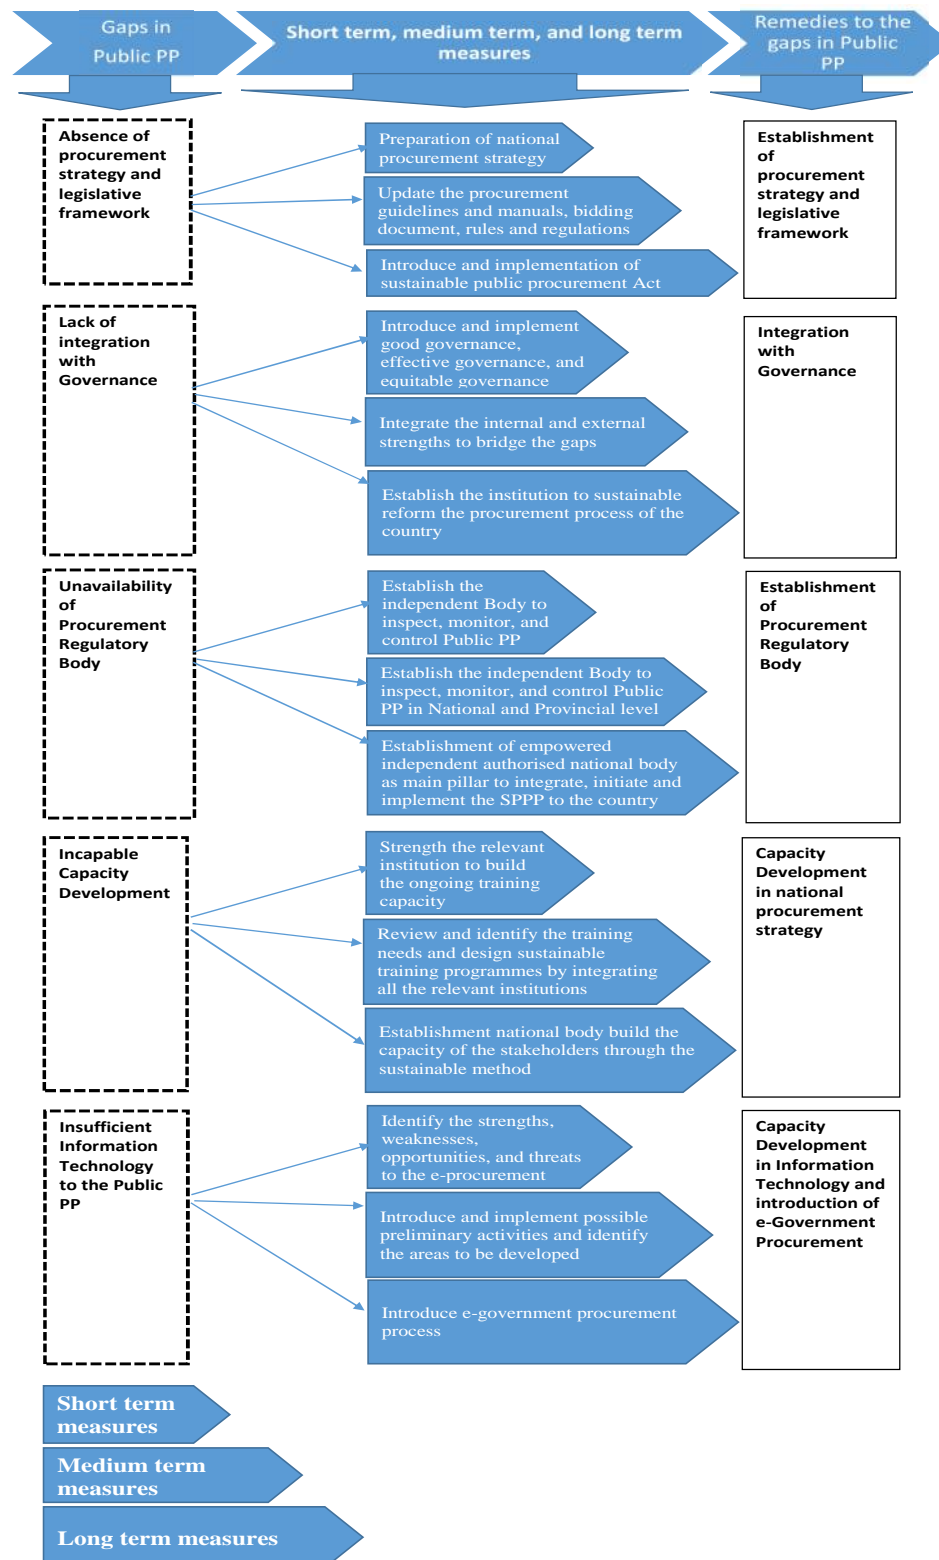 Gaps in
Public PP
Short term, medium term, and long term
measures
Remedies to the
gaps in Public
PP
Absence of
procurement
strategy and
legislative
framework
Preparation of national
procurement strategy
Update the procurement
guidelines and manuals, bidding
document, rules and regulations
Introduce and implementation of
sustainable public procurement Act
Establishment
of
procurement
strategy and
legislative
framework
Lack of
integration
with
Governance
Introduce and implement
good governance,
effective governance, and
equitable governance
Integrate the internal and external
strengths to bridge the gaps
Establish the institution to sustainable
reform the procurement process of the
country
Integration
with
Governance
Unavailability
of
Procurement
Regulatory
Body
Establish the
independent Body to
inspect, monitor, and
control Public PP
Establish the independent Body to
inspect, monitor, and control Public
PP in National and Provincial level
Establishment of empowered
independent authorised national body
as main pillar to integrate, initiate and
implement the SPPP to the country
Establishment
of
Procurement
Regulatory
Body
Incapable
Capacity
Development
Strength the relevant
institution to build
the ongoing training
capacity
Review and identify the training
needs and design sustainable
training programmes by integrating
all the relevant institutions
Establishment national body build the
capacity of the stakeholders through the
sustainable method
Capacity
Development
in national
procurement
strategy
Insufficient
Information
Technology
to the Public
PP
Identify the strengths,
weaknesses,
opportunities, and threats
to the e-procurement
Introduce and implement possible
preliminary activities and identify
the areas to be developed
Introduce e-government procurement
process
Capacity
Development
in Information
Technology and
introduction of
e-Government
Procurement
Short term
measures
Medium term
measures
Long term measures